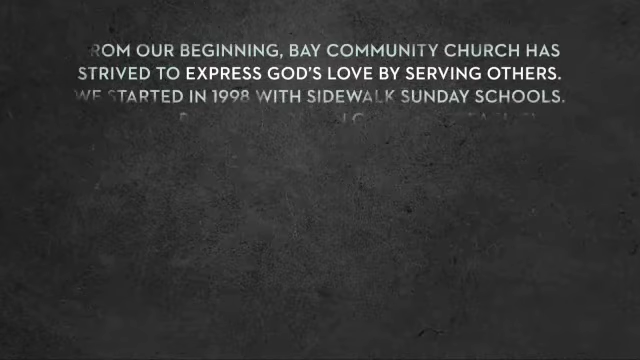 FROM OUR BEGINNING, BAY COMMUNITY CHURCH HAS
STRIVED TO EXPRESS GOD'S LOVE BY SERVING OTHERS.
WE STARTED IN 1998 WITH SIDEWALK SUNDAY SCHOOLS.